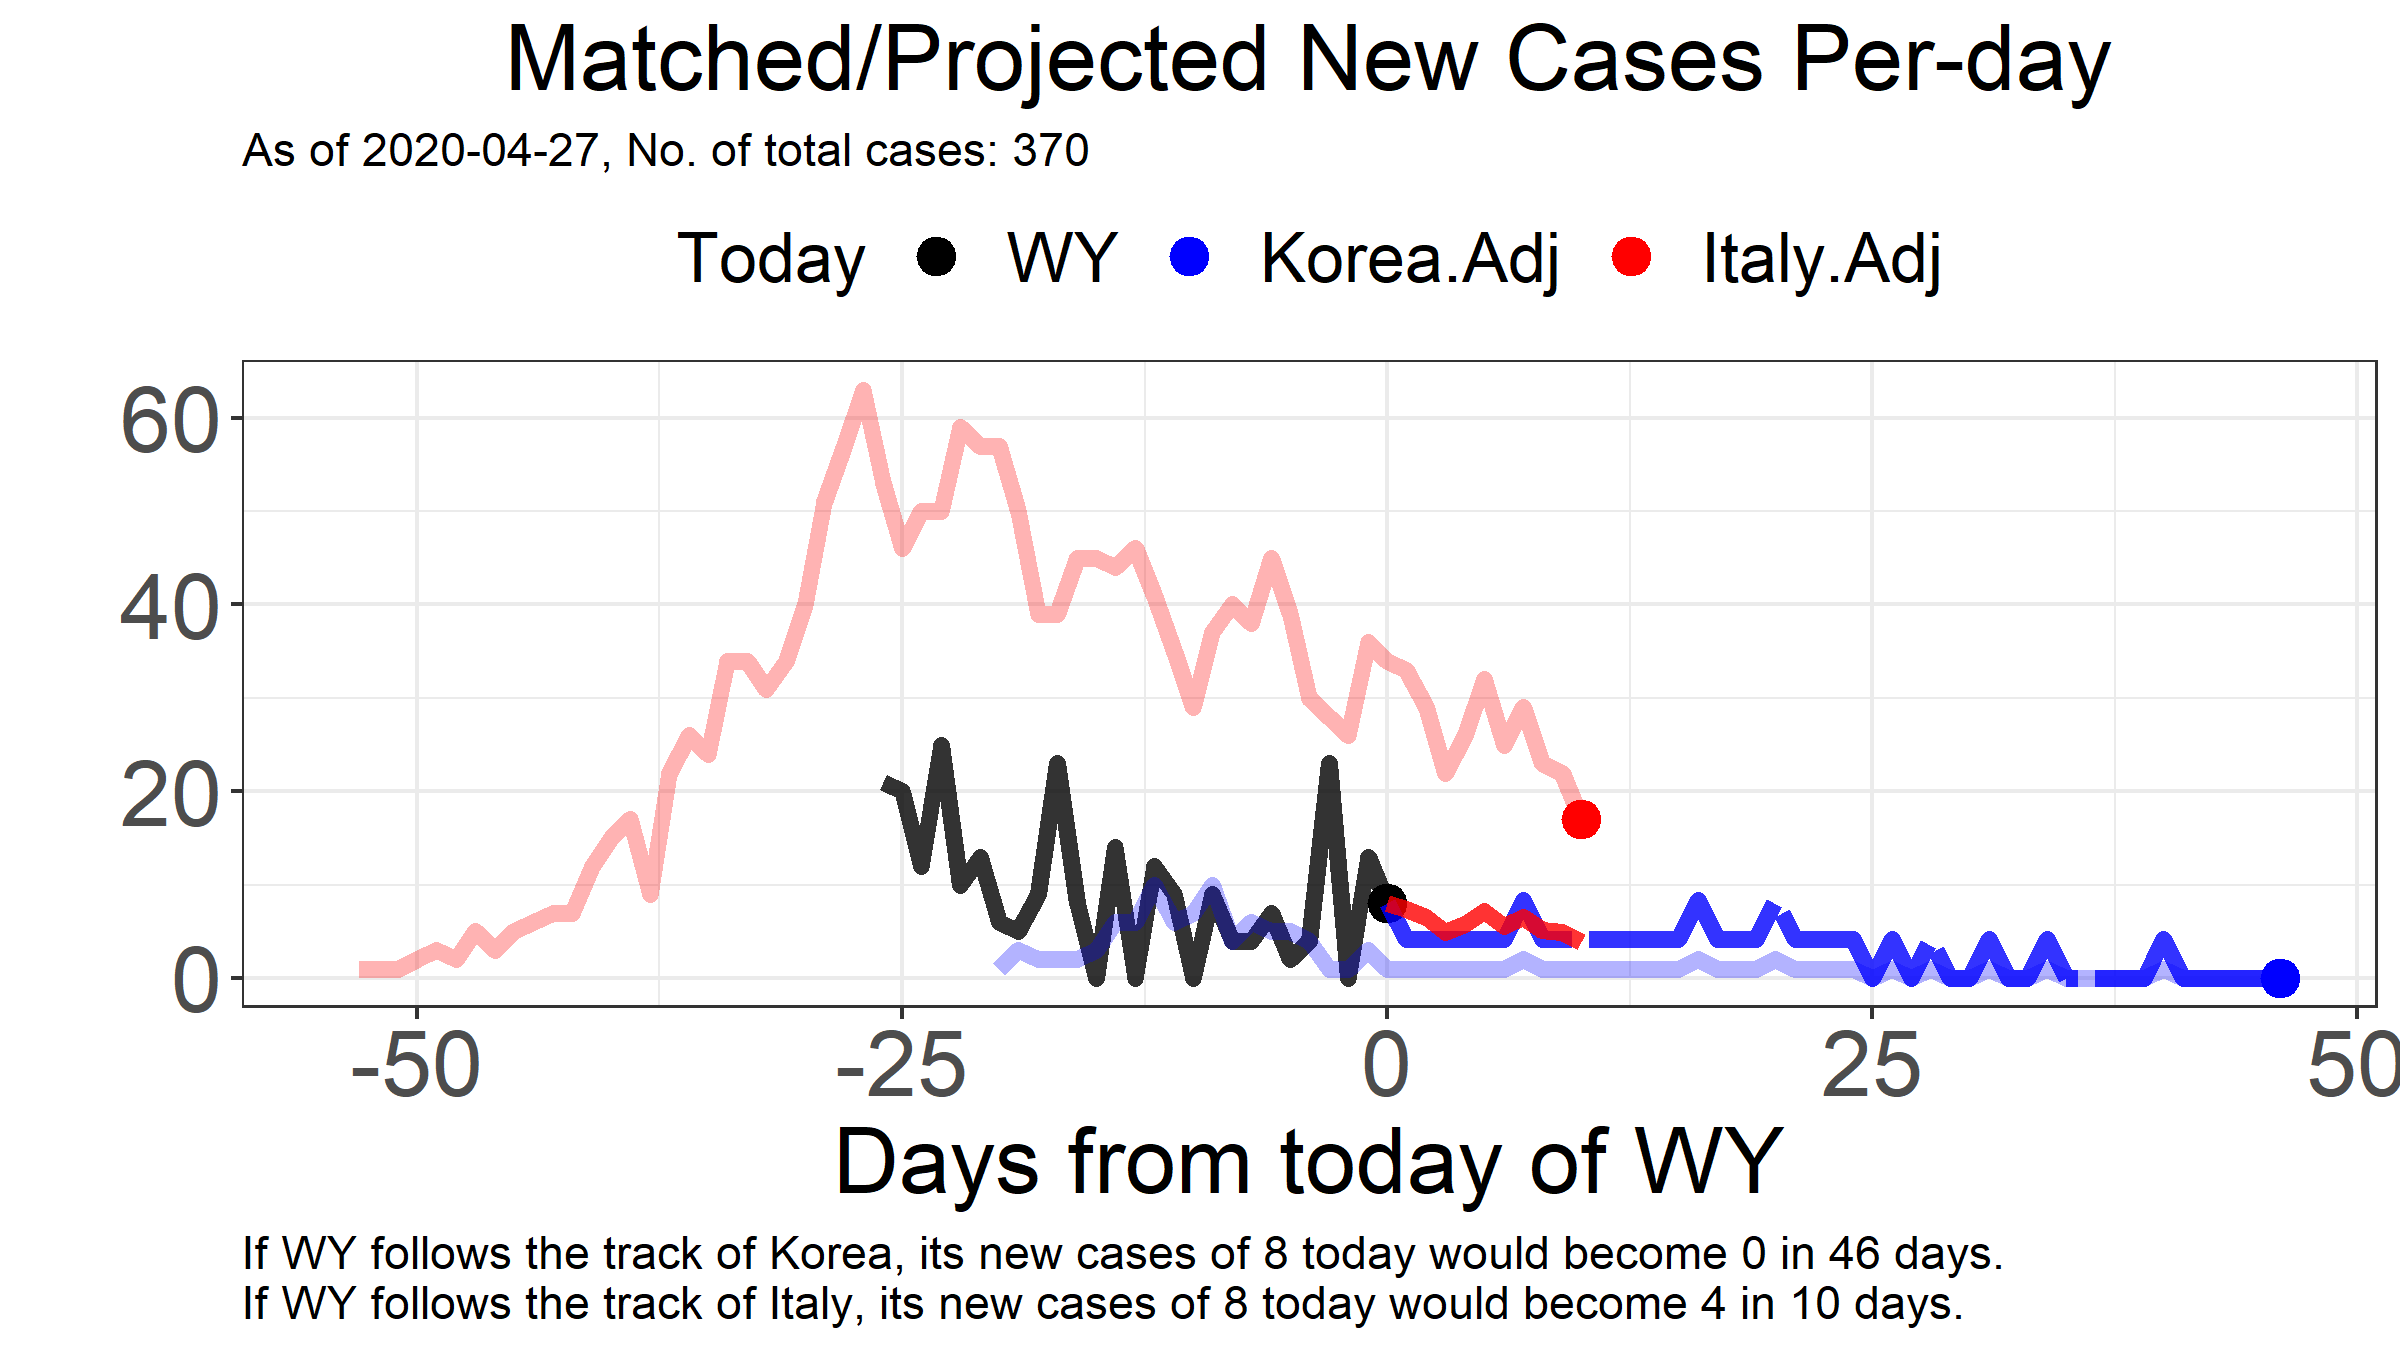 Matched/Projected New Cases Per-day
As of 2020-04-27, No. of total cases: 370
Today WY Korea.Adj Italy.Adj
60
40
20
0
-50 -25 0 25 50
Days from today of WY
If WY follows the track of Korea, its new cases of 8 today would become 0 in 46 days.
If WY follows the track of Italy, its new cases of 8 today would become 4 in 10 days.